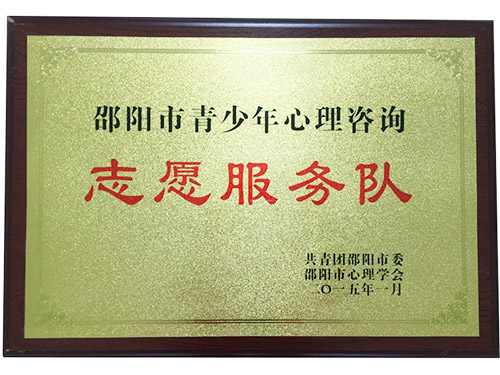 邵阳市青少年心理咨询
志愿服务队
共青团邵阳市委
邵阳市心理学会
二〇一五年一月